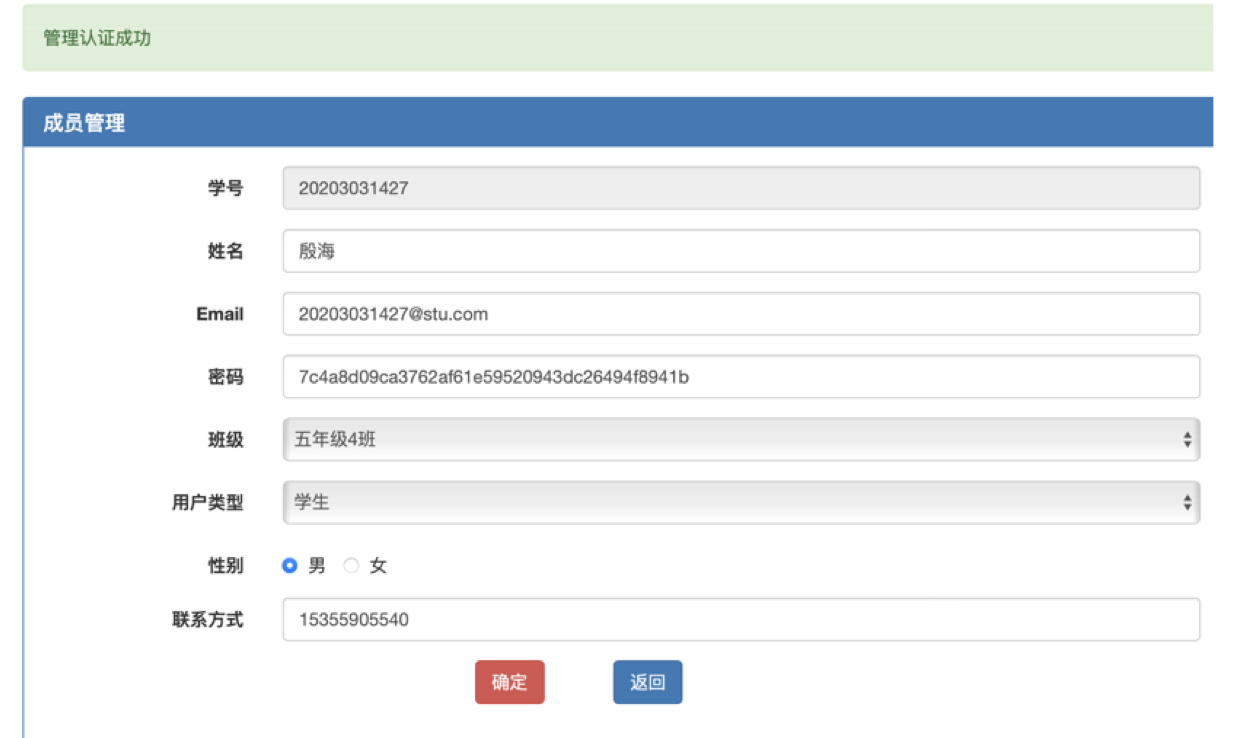 管理认证成功
成员管理
学号 20203031427
姓名 殷海
Email 20203031427@stu.com
密码 7c4a8d09ca3762af61e59520943dc26494f8941b
班级 五年级4班
用户类型 学生
性别 男 女
联系方式 15355905540
确定 返回